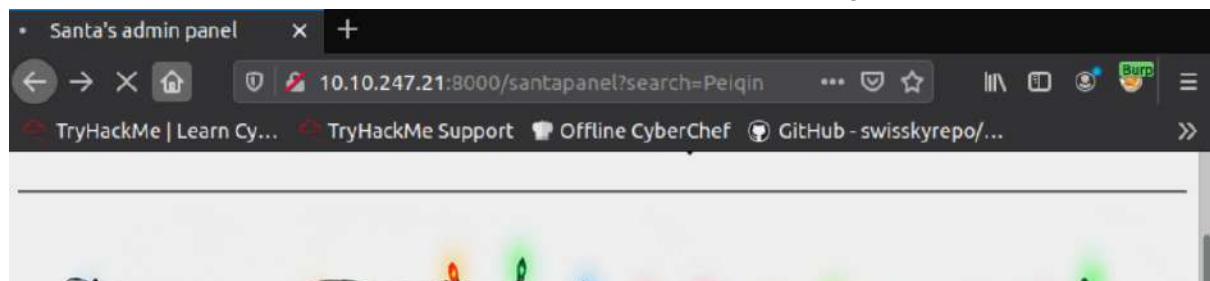 Santa's admin panel
10.10.247.21:8000/santapanel?search=Peiqin
Burp
TryHackMe | Learn Cy... TryHackMe Support Offline CyberChef GitHub - swisskyrepo/...